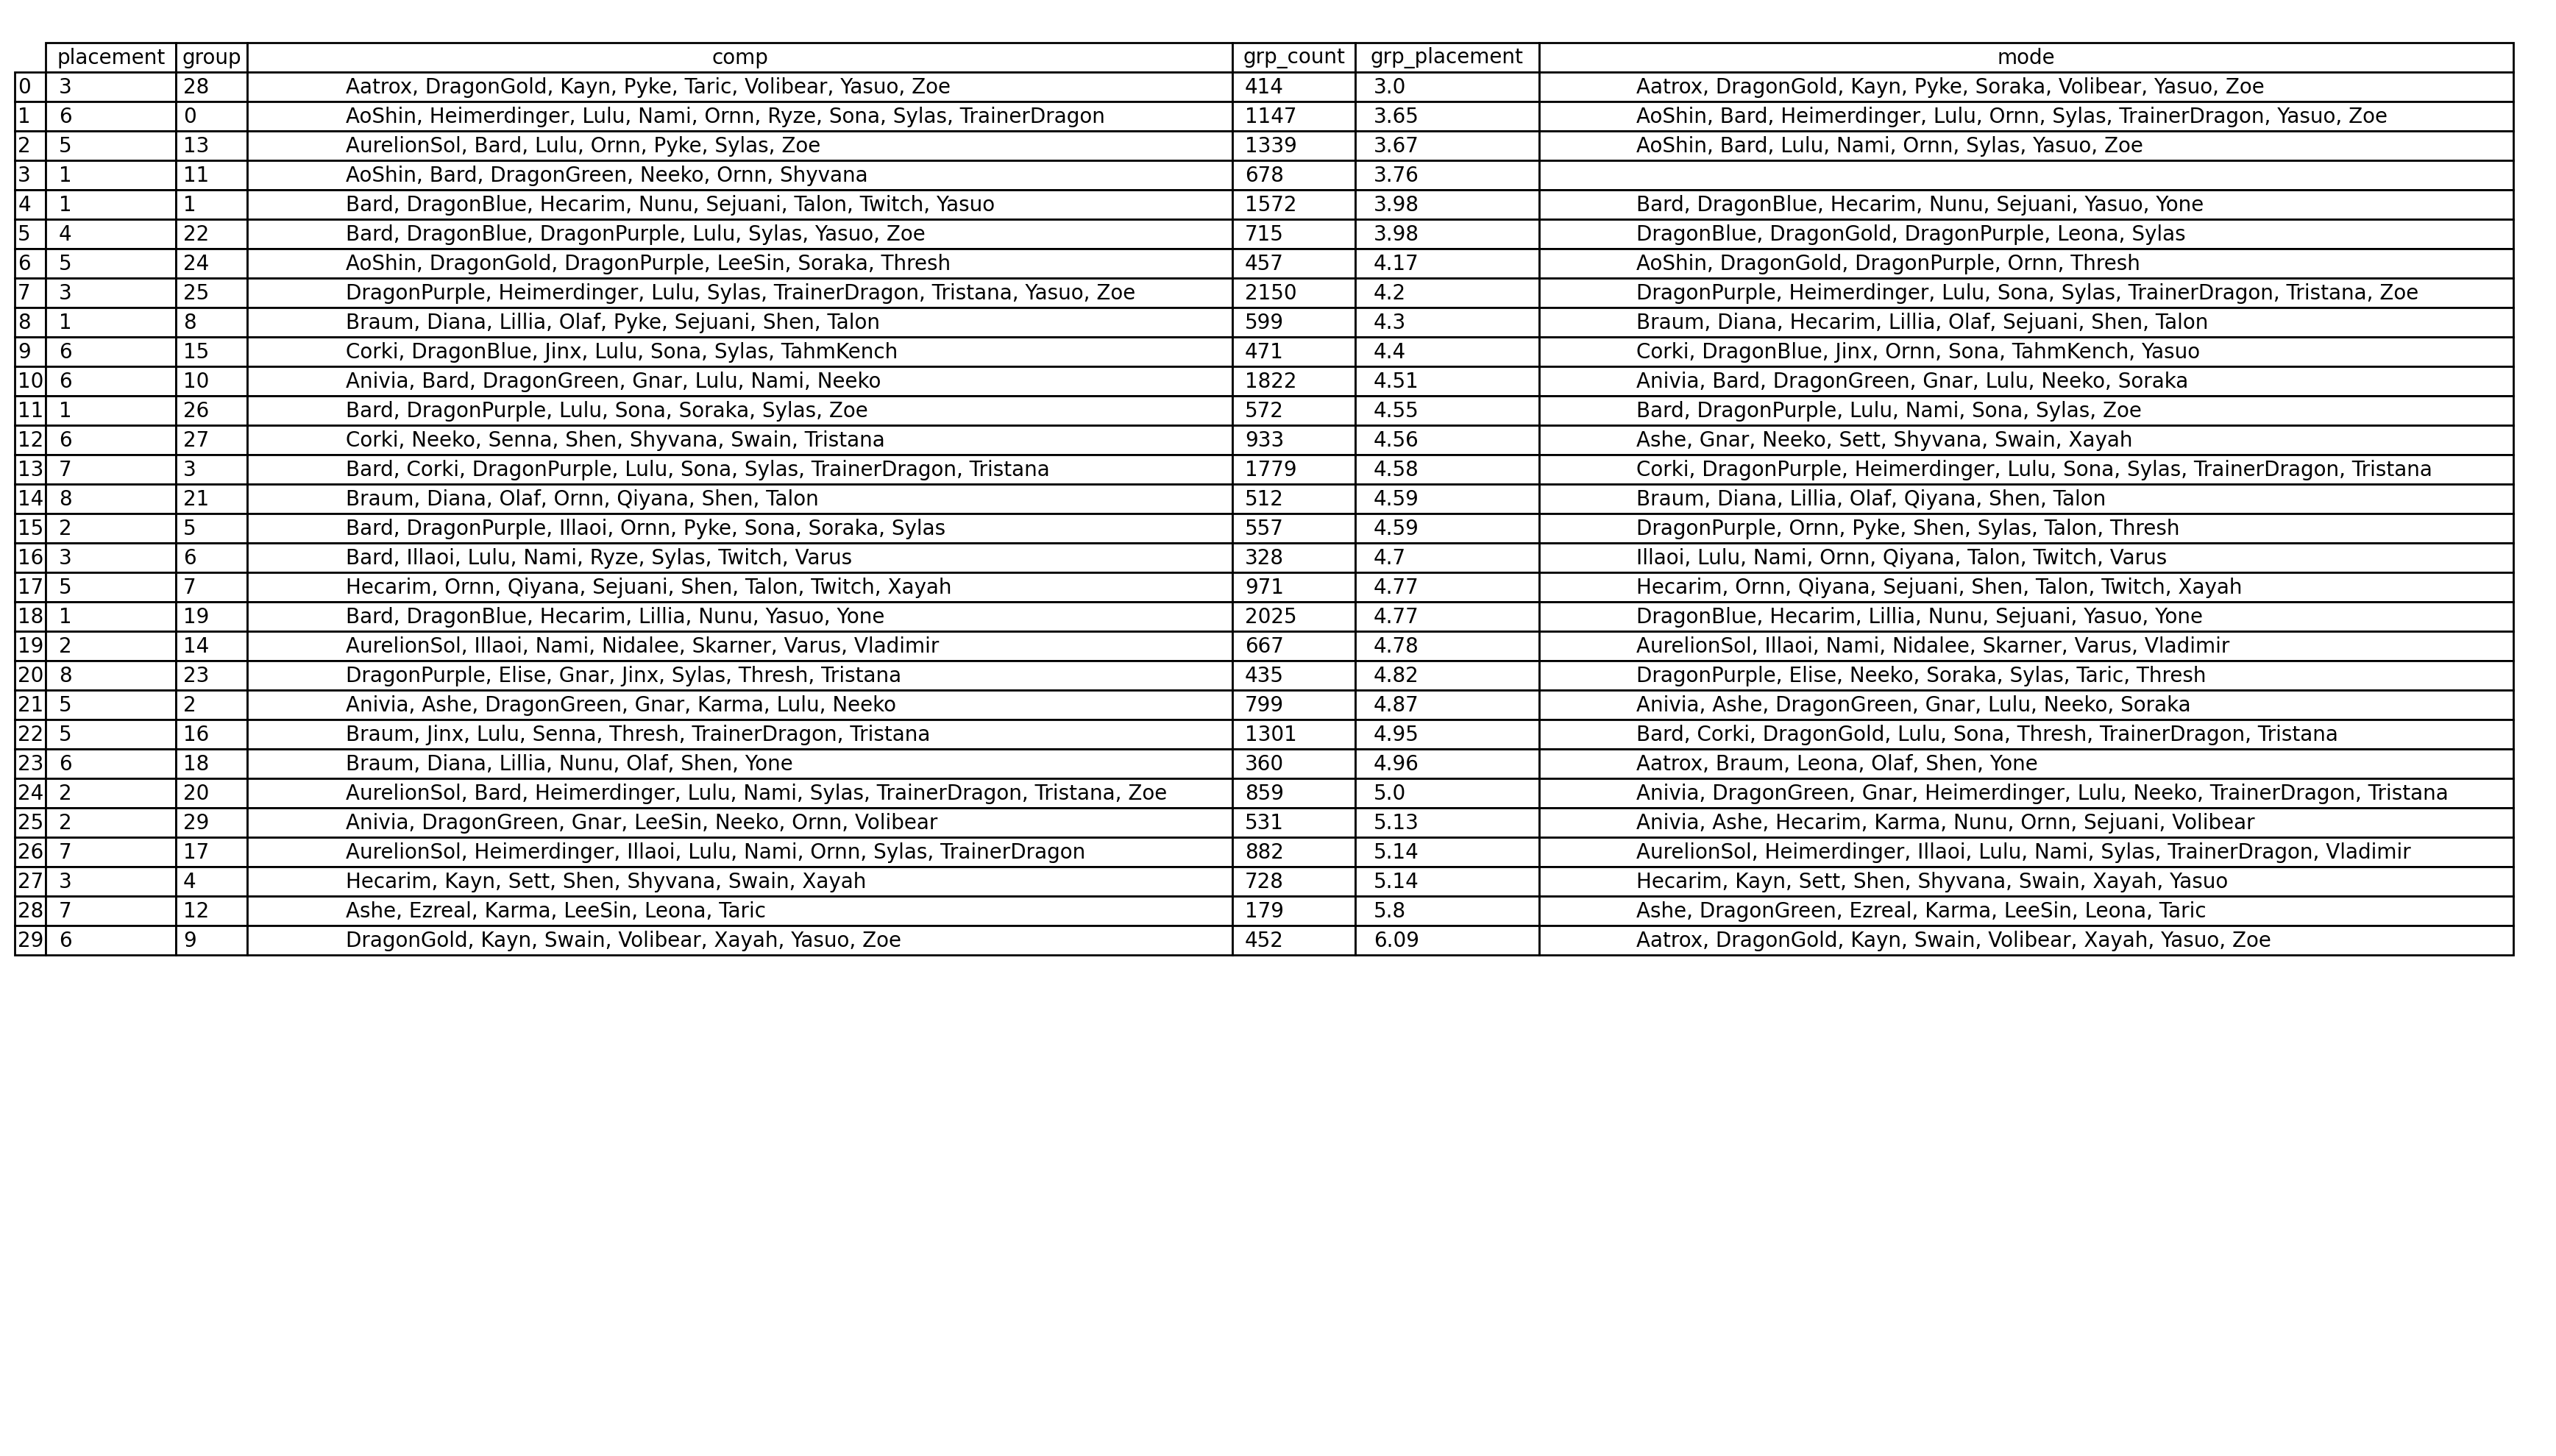 placement group comp grp_count grp_placement mode
0 3 28 Aatrox, DragonGold, Kayn, Pyke, Taric, Volibear, Yasuo, Zoe 414 3.0 Aatrox, DragonGold, Kayn, Pyke, Soraka, Volibear, Yasuo, Zoe
1 6 0 AoShin, Heimerdinger, Lulu, Nami, Ornn, Ryze, Sona, Sylas, TrainerDragon 1147 3.65 AoShin, Bard, Heimerdinger, Lulu, Ornn, Sylas, TrainerDragon, Yasuo, Zoe
2 5 13 AurelionSol, Bard, Lulu, Ornn, Pyke, Sylas, Zoe 1339 3.67 AoShin, Bard, Lulu, Nami, Ornn, Sylas, Yasuo, Zoe
3 1 11 AoShin, Bard, DragonGreen, Neeko, Ornn, Shyvana 678 3.76
4 1 1 Bard, DragonBlue, Hecarim, Nunu, Sejuani, Talon, Twitch, Yasuo 1572 3.98 Bard, DragonBlue, Hecarim, Nunu, Sejuani, Yasuo, Yone
5 4 22 Bard, DragonBlue, DragonPurple, Lulu, Sylas, Yasuo, Zoe 715 3.98 DragonBlue, DragonGold, DragonPurple, Leona, Sylas
6 5 24 AoShin, DragonGold, DragonPurple, LeeSin, Soraka, Thresh 457 4.17 AoShin, DragonGold, DragonPurple, Ornn, Thresh
7 3 25 DragonPurple, Heimerdinger, Lulu, Sylas, TrainerDragon, Tristana, Yasuo, Zoe 2150 4.2 DragonPurple, Heimerdinger, Lulu, Sona, Sylas, TrainerDragon, Tristana, Zoe
8 1 8 Braum, Diana, Lillia, Olaf, Pyke, Sejuani, Shen, Talon 599 4.3 Braum, Diana, Hecarim, Lillia, Olaf, Sejuani, Shen, Talon
9 6 15 Corki, DragonBlue, Jinx, Lulu, Sona, Sylas, TahmKench 471 4.4 Corki, DragonBlue, Jinx, Ornn, Sona, TahmKench, Yasuo
10 6 10 Anivia, Bard, DragonGreen, Gnar, Lulu, Nami, Neeko 1822 4.51 Anivia, Bard, DragonGreen, Gnar, Lulu, Neeko, Soraka
11 1 26 Bard, DragonPurple, Lulu, Sona, Soraka, Sylas, Zoe 572 4.55 Bard, DragonPurple, Lulu, Nami, Sona, Sylas, Zoe
12 6 27 Corki, Neeko, Senna, Shen, Shyvana, Swain, Tristana 933 4.56 Ashe, Gnar, Neeko, Sett, Shyvana, Swain, Xayah
13 7 3 Bard, Corki, DragonPurple, Lulu, Sona, Sylas, TrainerDragon, Tristana 1779 4.58 Corki, DragonPurple, Heimerdinger, Lulu, Sona, Sylas, TrainerDragon, Tristana
14 8 21 Braum, Diana, Olaf, Ornn, Qiyana, Shen, Talon 512 4.59 Braum, Diana, Lillia, Olaf, Qiyana, Shen, Talon
15 2 5 Bard, DragonPurple, Illaoi, Ornn, Pyke, Sona, Soraka, Sylas 557 4.59 DragonPurple, Ornn, Pyke, Shen, Sylas, Talon, Thresh
16 3 6 Bard, Illaoi, Lulu, Nami, Ryze, Sylas, Twitch, Varus 328 4.7 Illaoi, Lulu, Nami, Ornn, Qiyana, Talon, Twitch, Varus
17 5 7 Hecarim, Ornn, Qiyana, Sejuani, Shen, Talon, Twitch, Xayah 971 4.77 Hecarim, Ornn, Qiyana, Sejuani, Shen, Talon, Twitch, Xayah
18 1 19 Bard, DragonBlue, Hecarim, Lillia, Nunu, Yasuo, Yone 2025 4.77 DragonBlue, Hecarim, Lillia, Nunu, Sejuani, Yasuo, Yone
19 2 14 AurelionSol, Illaoi, Nami, Nidalee, Skarner, Varus, Vladimir 667 4.78 AurelionSol, Illaoi, Nami, Nidalee, Skarner, Varus, Vladimir
20 8 23 DragonPurple, Elise, Gnar, Jinx, Sylas, Thresh, Tristana 435 4.82 DragonPurple, Elise, Neeko, Soraka, Sylas, Taric, Thresh
21 5 2 Anivia, Ashe, DragonGreen, Gnar, Karma, Lulu, Neeko 799 4.87 Anivia, Ashe, DragonGreen, Gnar, Lulu, Neeko, Soraka
22 5 16 Braum, Jinx, Lulu, Senna, Thresh, TrainerDragon, Tristana 1301 4.95 Bard, Corki, DragonGold, Lulu, Sona, Thresh, TrainerDragon, Tristana
23 6 18 Braum, Diana, Lillia, Nunu, Olaf, Shen, Yone 360 4.96 Aatrox, Braum, Leona, Olaf, Shen, Yone
24 2 20 AurelionSol, Bard, Heimerdinger, Lulu, Nami, Sylas, TrainerDragon, Tristana, Zoe 859 5.0 Anivia, DragonGreen, Gnar, Heimerdinger, Lulu, Neeko, TrainerDragon, Tristana
25 2 29 Anivia, DragonGreen, Gnar, LeeSin, Neeko, Ornn, Volibear 531 5.13 Anivia, Ashe, Hecarim, Karma, Nunu, Ornn, Sejuani, Volibear
26 7 17 AurelionSol, Heimerdinger, Illaoi, Lulu, Nami, Ornn, Sylas, TrainerDragon 882 5.14 AurelionSol, Heimerdinger, Illaoi, Lulu, Nami, Sylas, TrainerDragon, Vladimir
27 3 4 Hecarim, Kayn, Sett, Shen, Shyvana, Swain, Xayah 728 5.14 Hecarim, Kayn, Sett, Shen, Shyvana, Swain, Xayah, Yasuo
28 7 12 Ashe, Ezreal, Karma, LeeSin, Leona, Taric 179 5.8 Ashe, DragonGreen, Ezreal, Karma, LeeSin, Leona, Taric
29 6 9 DragonGold, Kayn, Swain, Volibear, Xayah, Yasuo, Zoe 452 6.09 Aatrox, DragonGold, Kayn, Swain, Volibear, Xayah, Yasuo, Zoe